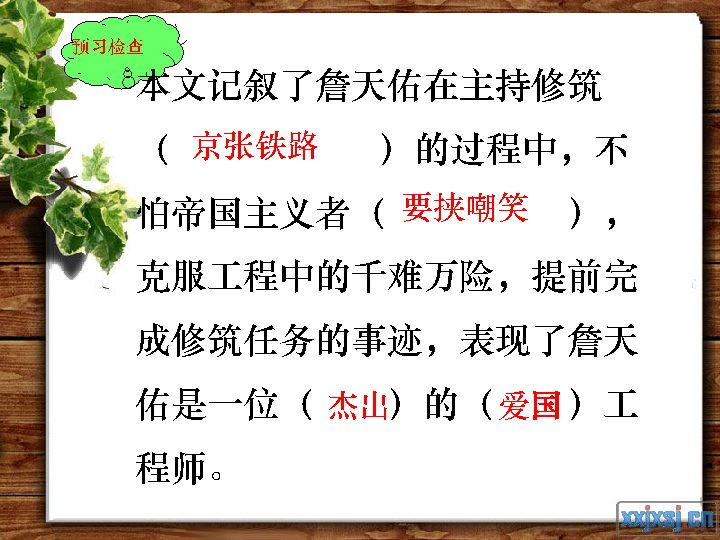 预习检查
本文记叙了詹天佑在主持修筑
（ 京张铁路 ）的过程中，不
怕帝国主义者（ 要挟嘲笑 ），
克服工程中的千难万险，提前完
成修筑任务的事迹，表现了詹天
佑是一位（ 杰出）的（爱国）工
程师。
xxjxsj.cn